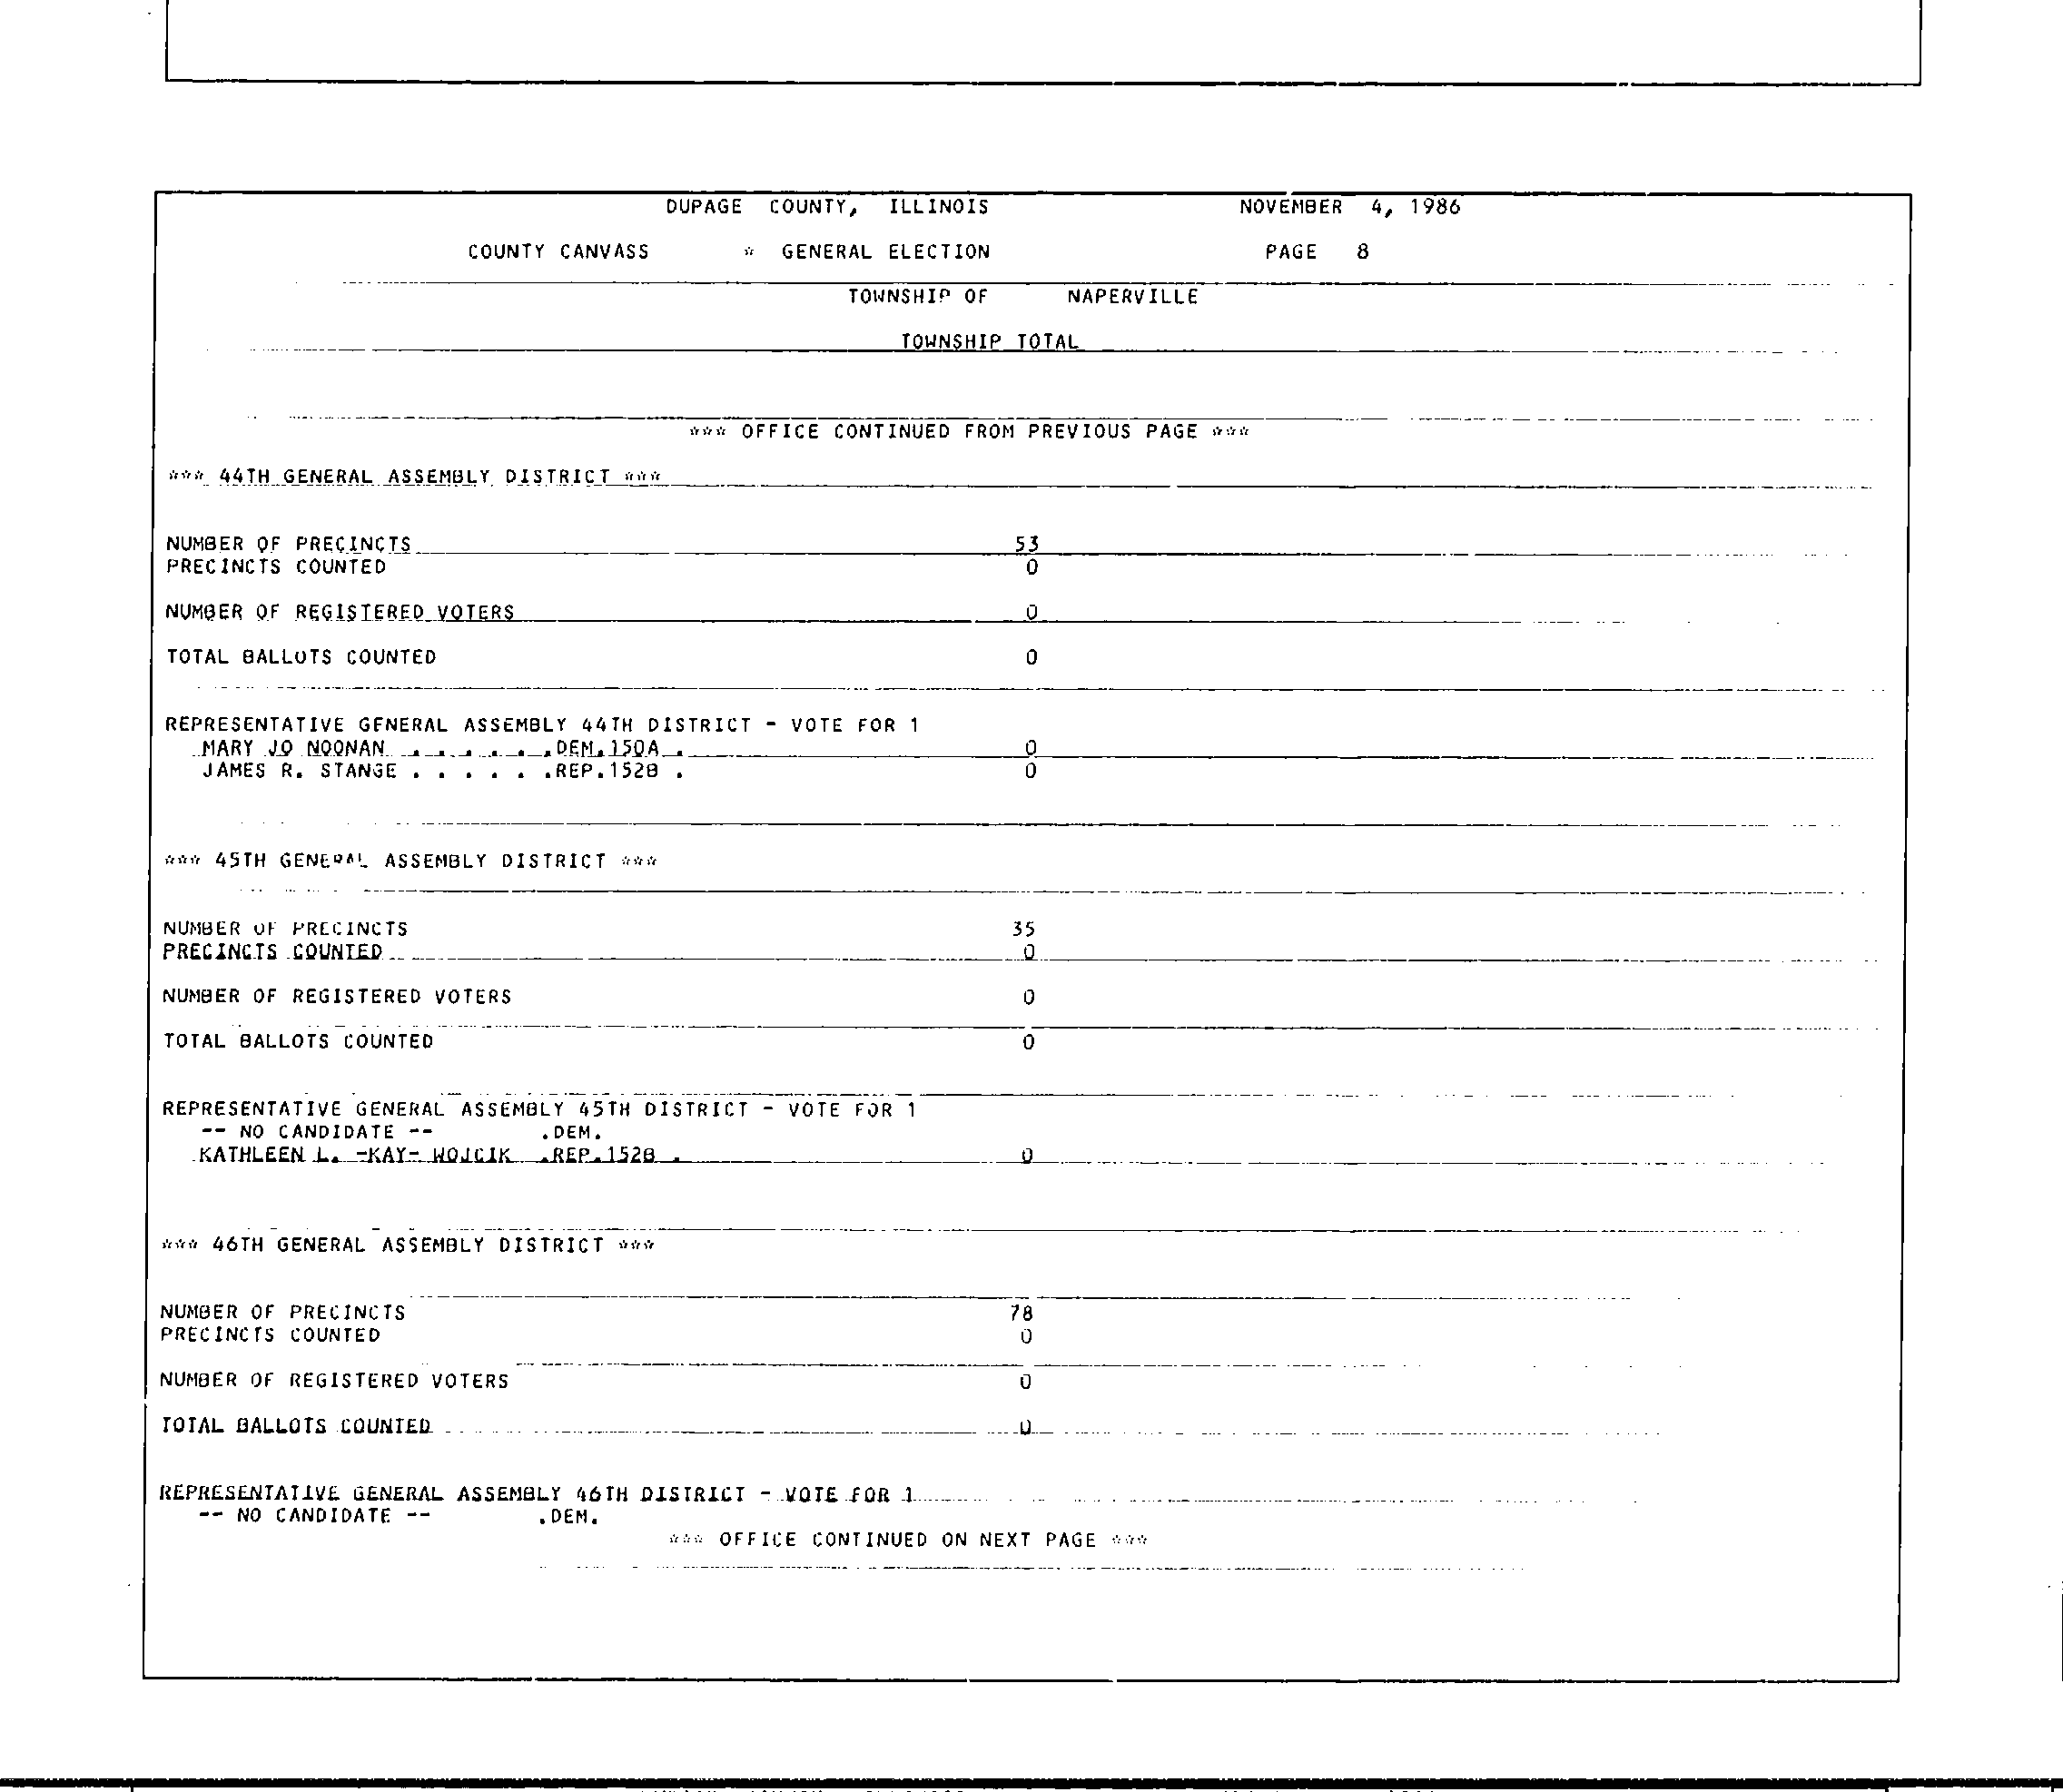 DUPAGE COUNTY, ILLINOIS NOVEMBER 4, 1986
COUNTY CANVASS * GENERAL ELECTION PAGE 8
TOWNSHIP OF NAPERVILLE
TOWNSHIP TOTAL
*** OFFICE CONTINUED FROM PREVIOUS PAGE ***
*** 44TH GENERAL ASSEMBLY DISTRICT ***
NUMBER OF PRECINCTS 53
PRECINCTS COUNTED 0
NUMBER OF REGISTERED VOTERS 0
TOTAL BALLOTS COUNTED 0
REPRESENTATIVE GENERAL ASSEMBLY 44TH DISTRICT - VOTE FOR 1
MARY JO NOONAN . . . . . .DEM.150A . 0
JAMES R. STANGE . . . . . .REP.152B . 0
*** 45TH GENERAL ASSEMBLY DISTRICT ***
NUMBER OF PRECINCTS 35
PRECINCTS COUNTED 0
NUMBER OF REGISTERED VOTERS 0
TOTAL BALLOTS COUNTED 0
REPRESENTATIVE GENERAL ASSEMBLY 45TH DISTRICT - VOTE FOR 1
-- NO CANDIDATE -- .DEM.
KATHLEEN L. -KAY- WOJCIK .REP.152B . 0
*** 46TH GENERAL ASSEMBLY DISTRICT ***
NUMBER OF PRECINCTS 78
PRECINCTS COUNTED 0
NUMBER OF REGISTERED VOTERS 0
TOTAL BALLOTS COUNTED 0
REPRESENTATIVE GENERAL ASSEMBLY 46TH DISTRICT - VOTE FOR 1
-- NO CANDIDATE -- .DEM.
*** OFFICE CONTINUED ON NEXT PAGE ***